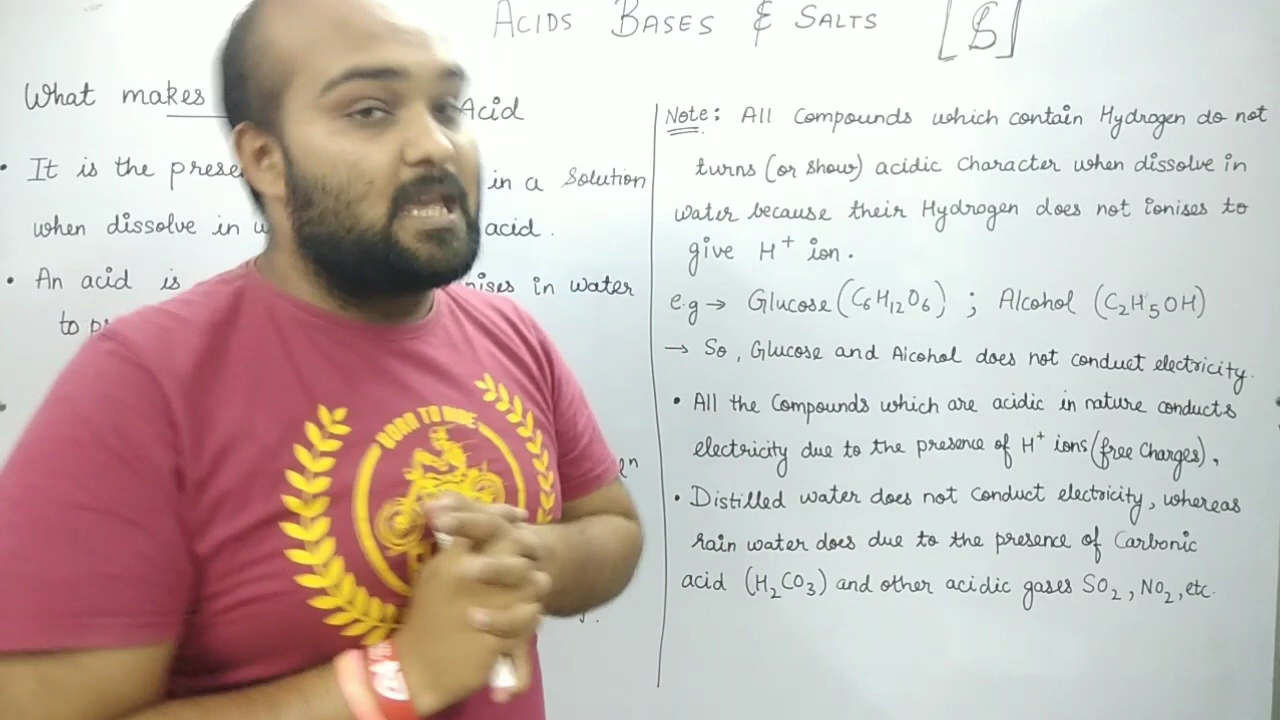 ACIDS BASES & SALTS [$]
What makes Acid
• It is the in a Solution
when dissolve in acid.
• An acid is in water
to
Note: All Compounds which contain Hydrogen do not
turns (or show) acidic Character when dissolve in
water because their Hydrogen does not ionises to
give H⁺ ion.
e.g → Glucose (C₆H₁₂O₆) ; Alcohol (C₂H₅OH)
→ So, Glucose and Alcohol does not conduct electricity.
• All the Compounds which are acidic in nature conducts
electricity due to the presence of H⁺ ions (free Charges),
• Distilled water does not conduct electricity, whereas
rain water does due to the presence of Carbonic
acid (H₂CO₃) and other acidic gases SO₂, NO₂, etc.
BORN TO RIDE